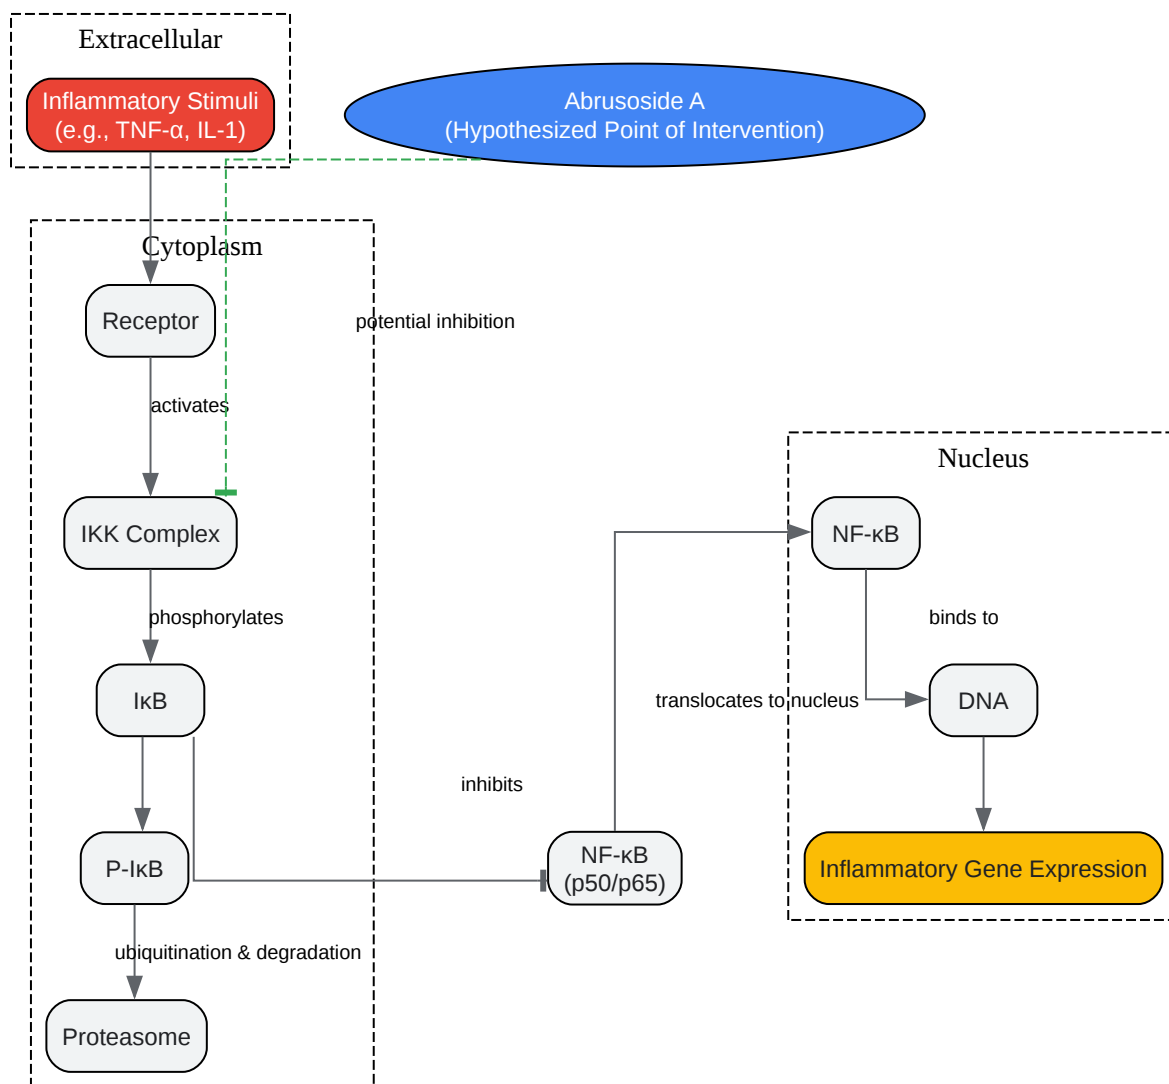 Extracellular
Inflammatory Stimuli
(e.g., TNF-α, IL-1)
Abrusoside A
(Hypothesized Point of Intervention)
Cytoplasm
Receptor
potential inhibition
activates
Nucleus
IKK Complex
NF-κB
phosphorylates
binds to
IκB
translocates to nucleus
DNA
inhibits
P-IκB
NF-κB
(p50/p65)
Inflammatory Gene Expression
ubiquitination & degradation
Proteasome